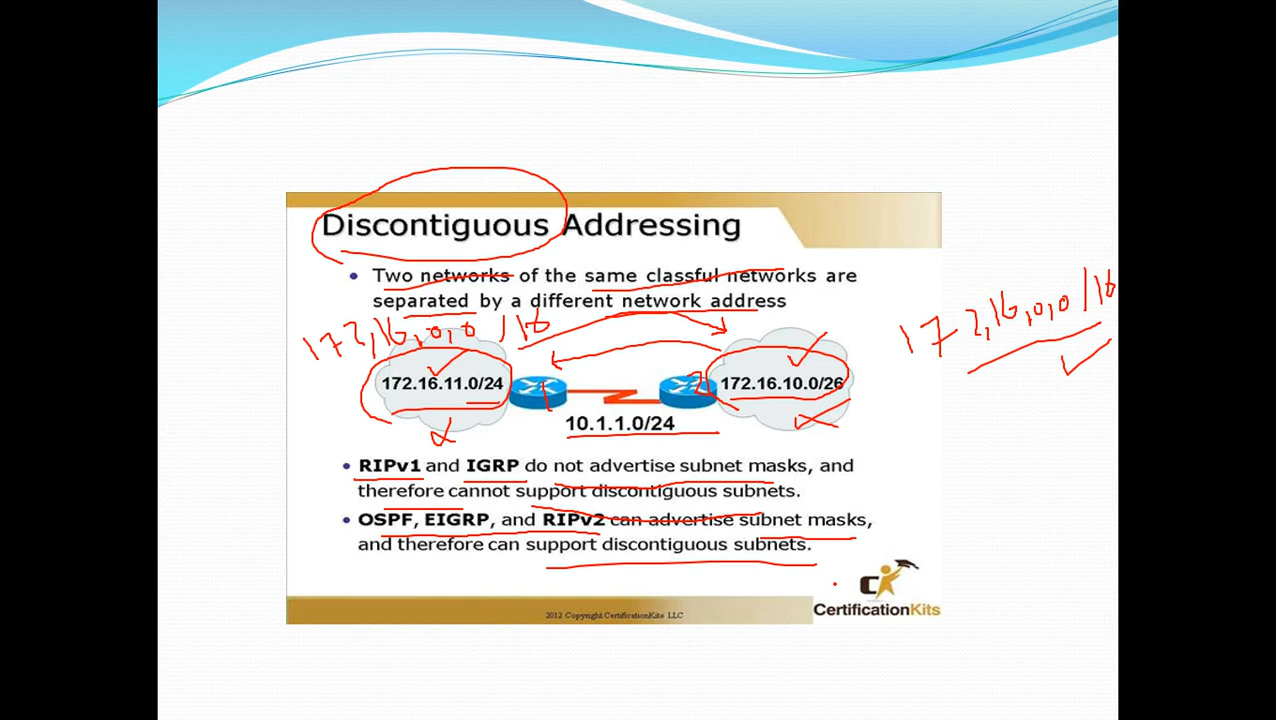 Discontiguous Addressing
• Two networks of the same classful networks are
separated by a different network address
172.16.0.0 /16
172.16.0.0 /16
172.16.11.0/24
1
2
172.16.10.0/26
10.1.1.0/24
• RIPv1 and IGRP do not advertise subnet masks, and
therefore cannot support discontiguous subnets.
• OSPF, EIGRP, and RIPv2 can advertise subnet masks,
and therefore can support discontiguous subnets.
CertificationKits
2012 Copyright CertificationKits LLC